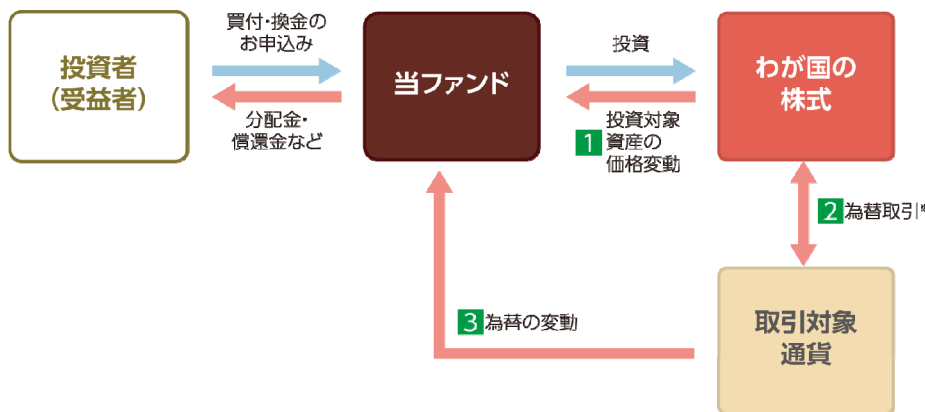 買付・換金の
お申込み
投資者
(受益者)
分配金・
償還金など
当ファンド
投資
1 投資対象
資産の
価格変動
わが国の
株式
2 為替取引
3 為替の変動
取引対象
通貨